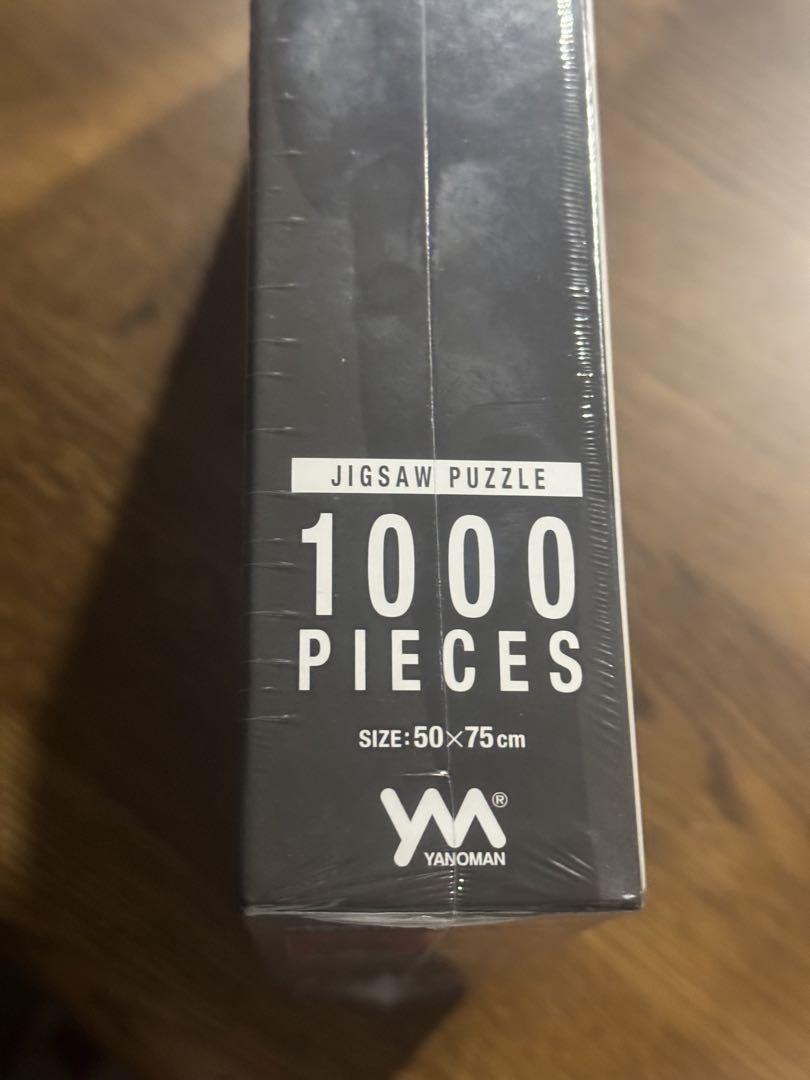 JIGSAW PUZZLE
1000
PIECES
SIZE:50×75cm
YM®
YANOMAN